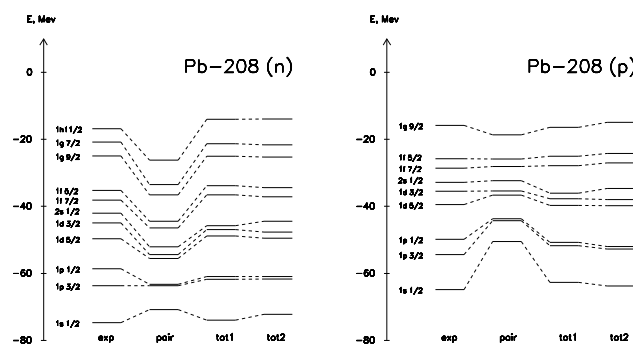 E, Mev
Pb-208 (n)
0
-20
-40
-60
-80
1h11/2
1g 7/2
1g 9/2
1f 5/2
1f 7/2
2s 1/2
1d 3/2
1d 5/2
1p 1/2
1p 3/2
1s 1/2
exp pair tot1 tot2
E, Mev
Pb-208 (p)
0
-20
-40
-60
-80
1g 9/2
1f 5/2
1f 7/2
2s 1/2
1d 3/2
1d 5/2
1p 1/2
1p 3/2
1s 1/2
exp pair tot1 tot2